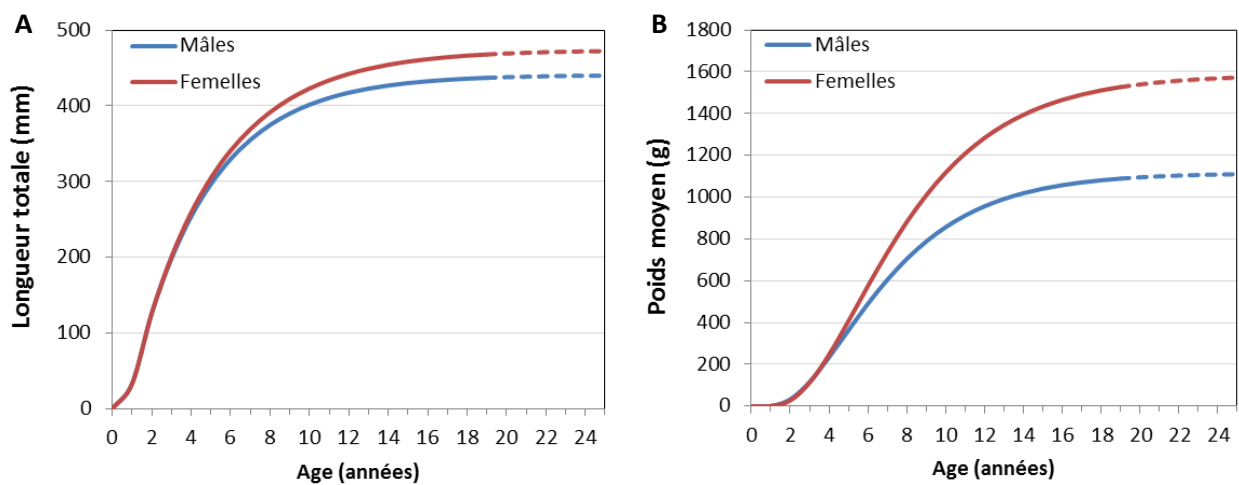 A
Longueur totale (mm)
500
400
300
200
100
0
Mâles
Femelles
0 2 4 6 8 10 12 14 16 18 20 22 24
Age (années)
B
Poids moyen (g)
1800
1600
1400
1200
1000
800
600
400
200
0
Mâles
Femelles
0 2 4 6 8 10 12 14 16 18 20 22 24
Age (années)